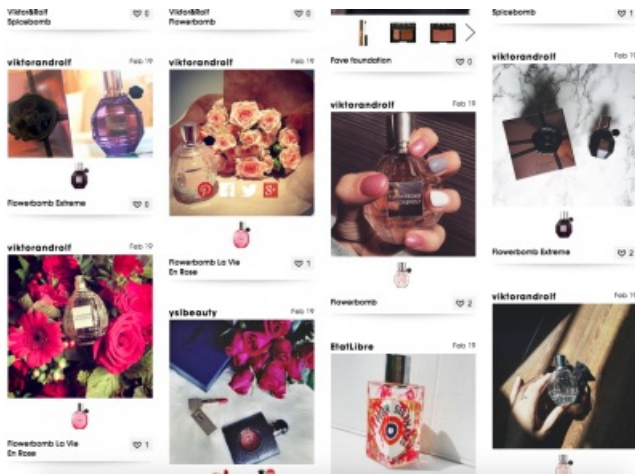 Viktor&Rolf
Spicebomb
0
viktorandrolf
Feb 19
Flowerbomb Extreme
0
viktorandrolf
Feb 19
Flowerbomb La Vie
En Rose
1
Viktor&Rolf
Flowerbomb
0
viktorandrolf
Feb 19
Flowerbomb La Vie
En Rose
1
yslbeauty
Feb 19
Fave foundation
0
viktorandrolf
Feb 19
Flowerbomb
2
EtatLibre
Feb 19
Spicebomb
1
viktorandrolf
Feb 19
Flowerbomb Extreme
2
viktorandrolf
Feb 19